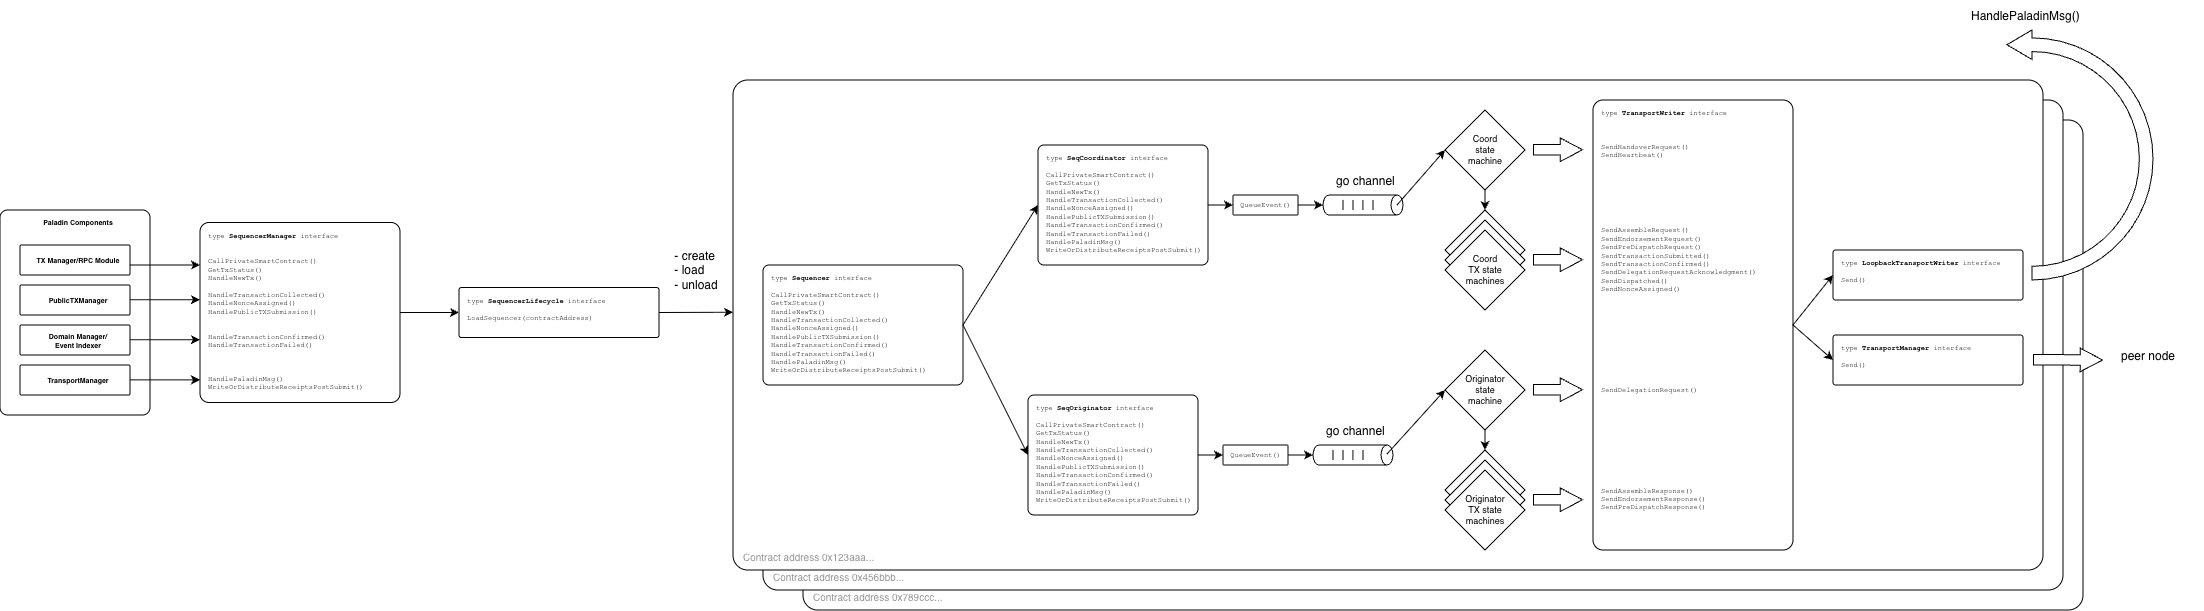 HandlePaladinMsg()
Paladin Components
TX Manager/RPC Module
PublicTXManager
Domain Manager/
Event Indexer
TransportManager
type SequencerManager interface
CallPrivateSmartContract()
GetTxStatus()
HandleNewTx()
HandleTransactionCollected()
HandleNonceAssigned()
HandlePublicTXSubmission()
HandleTransactionConfirmed()
HandleTransactionFailed()
HandlePaladinMsg()
WriteOrDistributeReceiptsPostSubmit()
type SequencerLifecycle interface
LoadSequencer(contractAddress)
- create
- load
- unload
type Sequencer interface
CallPrivateSmartContract()
GetTxStatus()
HandleNewTx()
HandleTransactionCollected()
HandleNonceAssigned()
HandlePublicTXSubmission()
HandleTransactionConfirmed()
HandleTransactionFailed()
HandlePaladinMsg()
WriteOrDistributeReceiptsPostSubmit()
type SeqCoordinator interface
CallPrivateSmartContract()
GetTxStatus()
HandleNewTx()
HandleTransactionCollected()
HandleNonceAssigned()
HandlePublicTXSubmission()
HandleTransactionConfirmed()
HandleTransactionFailed()
HandlePaladinMsg()
WriteOrDistributeReceiptsPostSubmit()
QueueEvent()
go channel
Coord
state
machine
Coord
TX state
machines
type SeqOriginator interface
CallPrivateSmartContract()
GetTxStatus()
HandleNewTx()
HandleTransactionCollected()
HandleNonceAssigned()
HandlePublicTXSubmission()
HandleTransactionConfirmed()
HandleTransactionFailed()
HandlePaladinMsg()
WriteOrDistributeReceiptsPostSubmit()
QueueEvent()
go channel
Originator
state
machine
Originator
TX state
machines
type TransportWriter interface
SendHandoverRequest()
SendHeartbeat()
SendAssembleRequest()
SendEndorsementRequest()
SendPreDispatchRequest()
SendTransactionSubmitted()
SendTransactionConfirmed()
SendDelegationRequestAcknowledgment()
SendDispatched()
SendNonceAssigned()
SendDelegationRequest()
SendAssembleResponse()
SendEndorsementResponse()
SendPreDispatchResponse()
type LoopbackTransportWriter interface
Send()
type TransportManager interface
Send()
peer node
Contract address 0x123aaa...
Contract address 0x456bbb...
Contract address 0x789ccc...